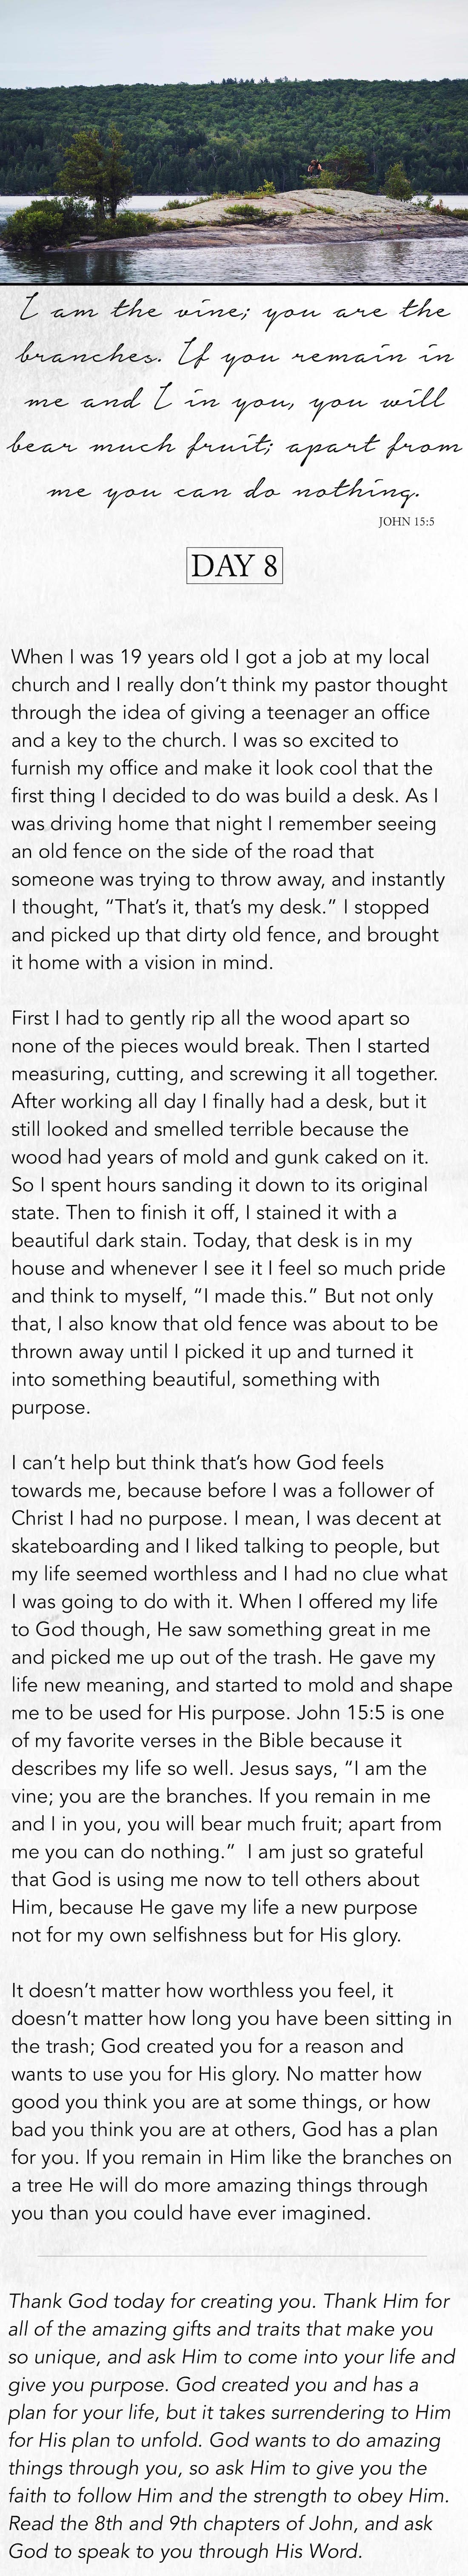 I am the vine; you are the
branches. If you remain in
me and I in you, you will
bear much fruit; apart from
me you can do nothing.
JOHN 15:5
DAY 8
When I was 19 years old I got a job at my local
church and I really don’t think my pastor thought
through the idea of giving a teenager an office
and a key to the church. I was so excited to
furnish my office and make it look cool that the
first thing I decided to do was build a desk. As I
was driving home that night I remember seeing
an old fence on the side of the road that
someone was trying to throw away, and instantly
I thought, “That’s it, that’s my desk.” I stopped
and picked up that dirty old fence, and brought
it home with a vision in mind.
First I had to gently rip all the wood apart so
none of the pieces would break. Then I started
measuring, cutting, and screwing it all together.
After working all day I finally had a desk, but it
still looked and smelled terrible because the
wood had years of mold and gunk caked on it.
So I spent hours sanding it down to its original
state. Then to finish it off, I stained it with a
beautiful dark stain. Today, that desk is in my
house and whenever I see it I feel so much pride
and think to myself, “I made this.” But not only
that, I also know that old fence was about to be
thrown away until I picked it up and turned it
into something beautiful, something with
purpose.
I can’t help but think that’s how God feels
towards me, because before I was a follower of
Christ I had no purpose. I mean, I was decent at
skateboarding and I liked talking to people, but
my life seemed worthless and I had no clue what
I was going to do with it. When I offered my life
to God though, He saw something great in me
and picked me up out of the trash. He gave my
life new meaning, and started to mold and shape
me to be used for His purpose. John 15:5 is one
of my favorite verses in the Bible because it
describes my life so well. Jesus says, “I am the
vine; you are the branches. If you remain in me
and I in you, you will bear much fruit; apart from
me you can do nothing.”  I am just so grateful
that God is using me now to tell others about
Him, because He gave my life a new purpose
not for my own selfishness but for His glory.
It doesn’t matter how worthless you feel, it
doesn’t matter how long you have been sitting in
the trash; God created you for a reason and
wants to use you for His glory. No matter how
good you think you are at some things, or how
bad you think you are at others, God has a plan
for you. If you remain in Him like the branches on
a tree He will do more amazing things through
you than you could have ever imagined.
Thank God today for creating you. Thank Him for
all of the amazing gifts and traits that make you
so unique, and ask Him to come into your life and
give you purpose. God created you and has a
plan for your life, but it takes surrendering to Him
for His plan to unfold. God wants to do amazing
things through you, so ask Him to give you the
faith to follow Him and the strength to obey Him.
Read the 8th and 9th chapters of John, and ask
God to speak to you through His Word.